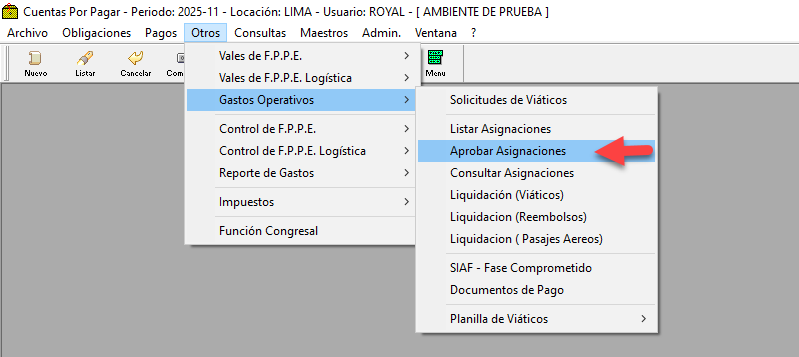 Cuentas Por Pagar - Periodo: 2025-11 - Locación: LIMA - Usuario: ROYAL - [ AMBIENTE DE PRUEBA ]
Archivo Obligaciones Pagos Otros Consultas Maestros Admin. Ventana ?
Nuevo Listar Cancelar Com Menu
Vales de F.P.P.E.
Vales de F.P.P.E. Logística
Gastos Operativos
Control de F.P.P.E.
Control de F.P.P.E. Logística
Reporte de Gastos
Impuestos
Función Congresal
Solicitudes de Viáticos
Listar Asignaciones
Aprobar Asignaciones
Consultar Asignaciones
Liquidación (Viáticos)
Liquidacion (Reembolsos)
Liquidacion ( Pasajes Aereos)
SIAF - Fase Comprometido
Documentos de Pago
Planilla de Viáticos